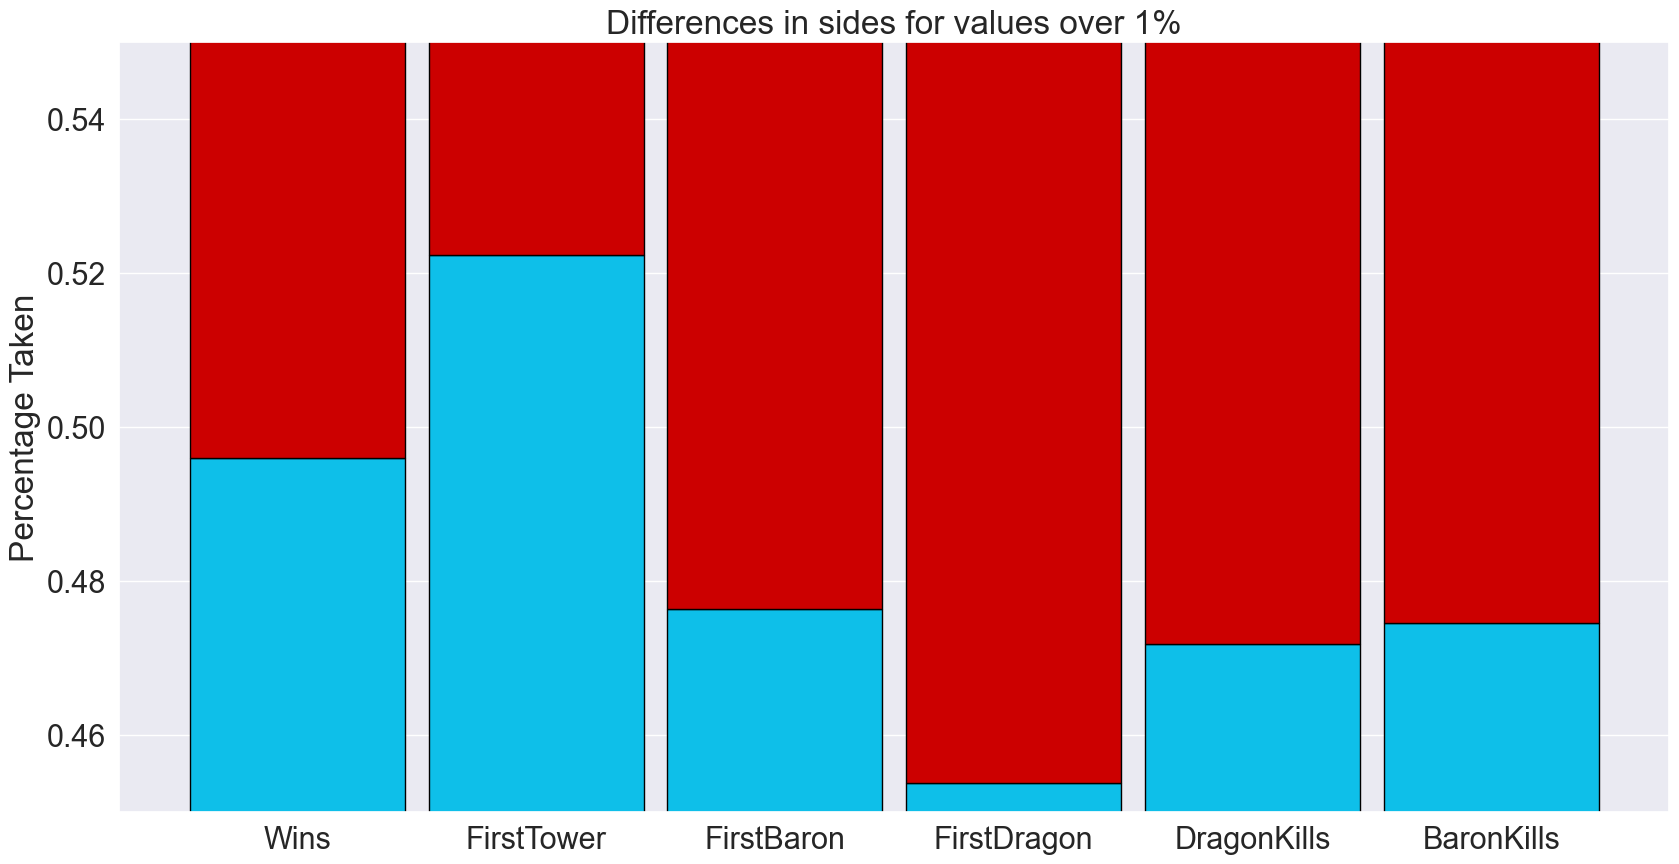 Differences in sides for values over 1%
Percentage Taken
0.54
0.52
0.50
0.48
0.46
Wins
FirstTower
FirstBaron
FirstDragon
DragonKills
BaronKills